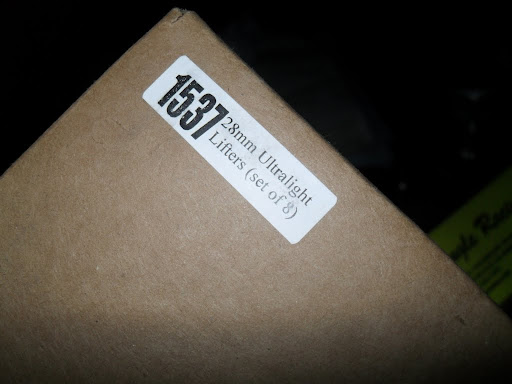 1537
28mm Ultralight
Lifters (set of 8)